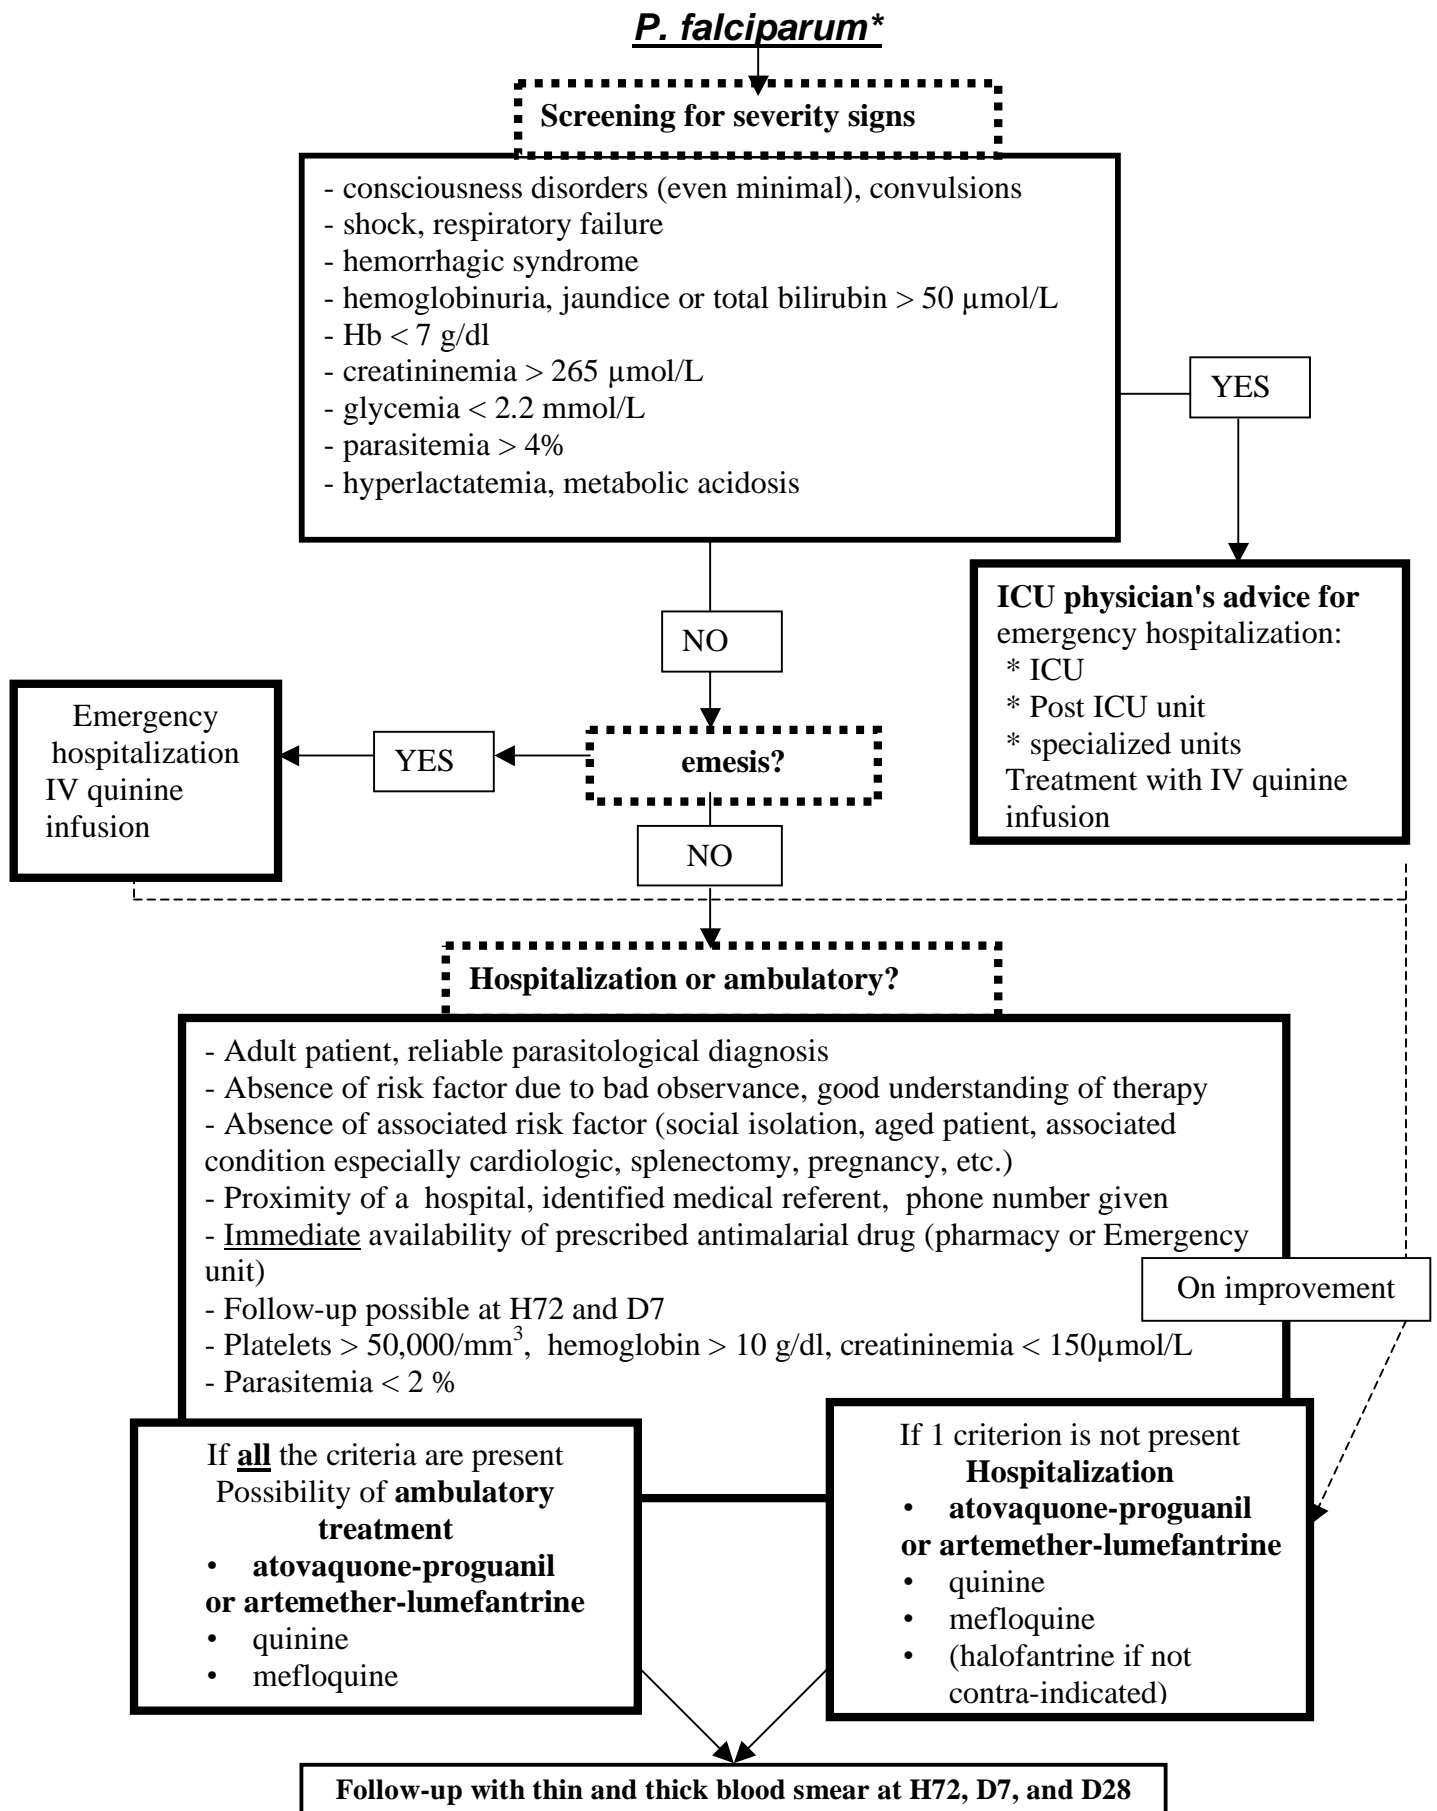 P. falciparum*
Screening for severity signs
- consciousness disorders (even minimal), convulsions
- shock, respiratory failure
- hemorrhagic syndrome
- hemoglobinuria, jaundice or total bilirubin > 50 µmol/L
- Hb < 7 g/dl
- creatininemia > 265 µmol/L
- glycemia < 2.2 mmol/L
- parasitemia > 4%
- hyperlactatemia, metabolic acidosis
YES
NO
ICU physician's advice for
emergency hospitalization:
* ICU
* Post ICU unit
* specialized units
Treatment with IV quinine
infusion
Emergency
hospitalization
IV quinine
infusion
YES
emesis?
NO
Hospitalization or ambulatory?
- Adult patient, reliable parasitological diagnosis
- Absence of risk factor due to bad observance, good understanding of therapy
- Absence of associated risk factor (social isolation, aged patient, associated
condition especially cardiologic, splenectomy, pregnancy, etc.)
- Proximity of a hospital, identified medical referent, phone number given
- Immediate availability of prescribed antimalarial drug (pharmacy or Emergency
unit)
- Follow-up possible at H72 and D7
- Platelets > 50,000/mm³, hemoglobin > 10 g/dl, creatininemia < 150µmol/L
- Parasitemia < 2 %
On improvement
If all the criteria are present
Possibility of ambulatory
treatment
• atovaquone-proguanil
or artemether-lumefantrine
• quinine
• mefloquine
If 1 criterion is not present
Hospitalization
• atovaquone-proguanil
or artemether-lumefantrine
• quinine
• mefloquine
• (halofantrine if not
contra-indicated)
Follow-up with thin and thick blood smear at H72, D7, and D28